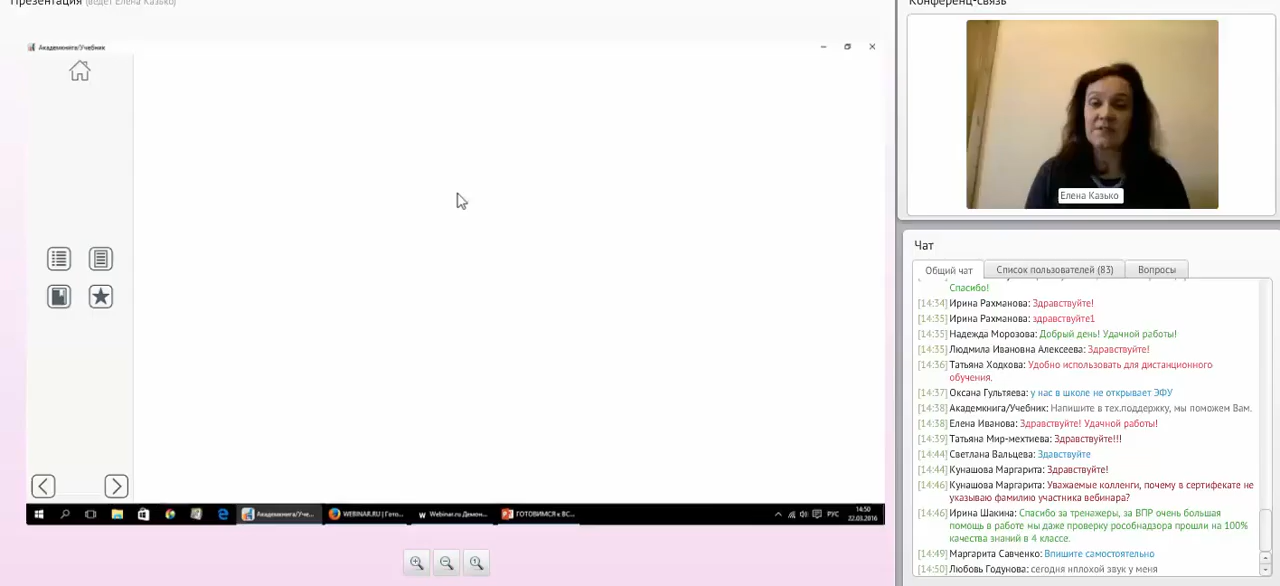 Презентация (ведет Елена Казько)
Академкнига/Учебник
Академкнига/Уче...
WEBINAR.RU | Гото...
Webinar.ru Демон...
ГОТОВИМСЯ к ВС...
РУС
14:50
22.03.2016
Конференц-связь
Елена Казько
Чат
Общий чат
Список пользователей (83)
Вопросы
Спасибо!
[14:34] Ирина Рахманова: Здравствуйте!
[14:35] Ирина Рахманова: здравствуйте1
[14:35] Надежда Морозова: Добрый день! Удачной работы!
[14:35] Людмила Ивановна Алексеева: Здравствуйте!
[14:36] Татьяна Ходкова: Удобно использовать для дистанционного
обучения.
[14:37] Оксана Гультяева: у нас в школе не открывает ЭФУ
[14:38] Академкнига/Учебник: Напишите в тех.поддержку, мы поможем Вам.
[14:38] Елена Иванова: Здравствуйте! Удачной работы!
[14:39] Татьяна Мир-мехтиева: Здравствуйте!!!
[14:44] Светлана Вальцева: Здавствуйте
[14:44] Кунашова Маргарита: Здравствуйте!
[14:46] Кунашова Маргарита: Уважаемые колленги, почему в сертифекате не
указываю фамилию участника вебинара?
[14:46] Ирина Шакина: Спасибо за тренажеры, за ВПР очень большая
помощь в работе мы даже проверку рособнадзора прошли на 100%
качества знаний в 4 классе.
[14:49] Маргарита Савченко: Впишите самостоятельно
[14:50] Любовь Годунова: сегодня нплохой звук у меня